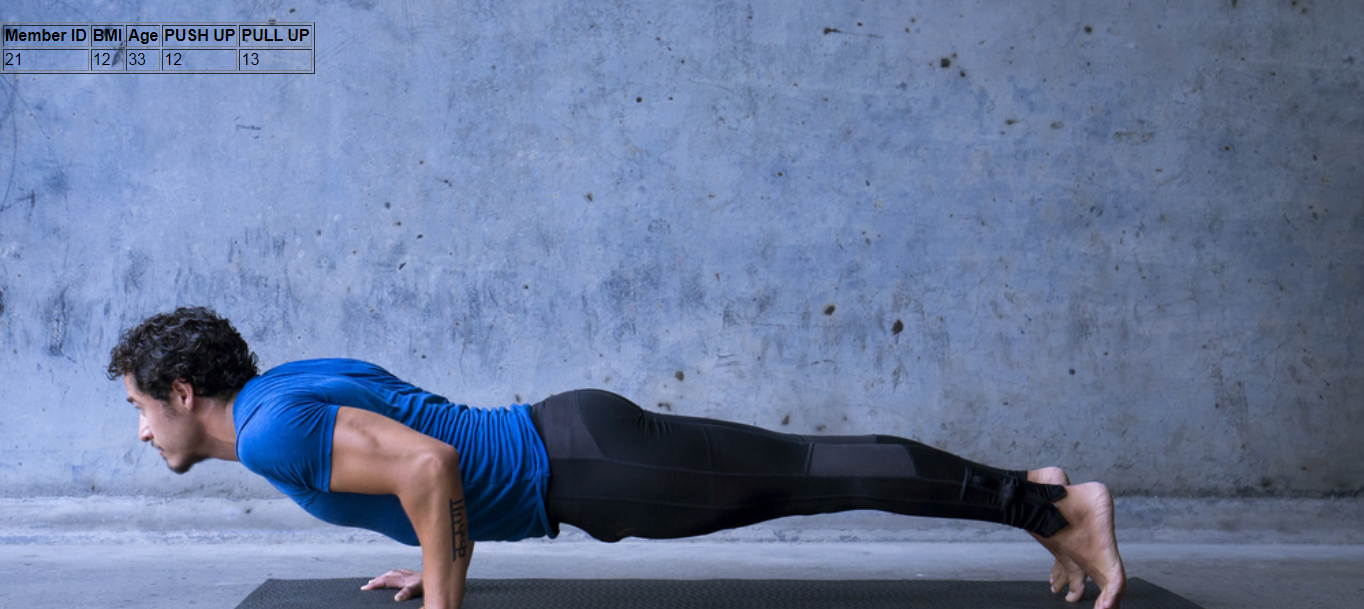 Member ID BMI Age PUSH UP PULL UP
21 12 33 12 13